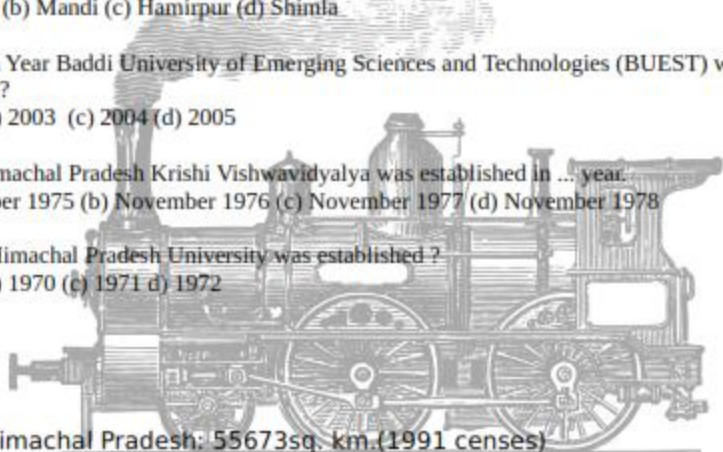 (b) Mandi (c) Hamirpur (d) Shimla
Year Baddi University of Emerging Sciences and Technologies (BUEST) w
?
) 2003 (c) 2004 (d) 2005
machal Pradesh Krishi Vishwavidyalya was established in ... year.
ber 1975 (b) November 1976 (c) November 1977 (d) November 1978
Himachal Pradesh University was established ?
) 1970 (c) 1971 d) 1972
imachal Pradesh: 55673sq. km.(1991 censes)